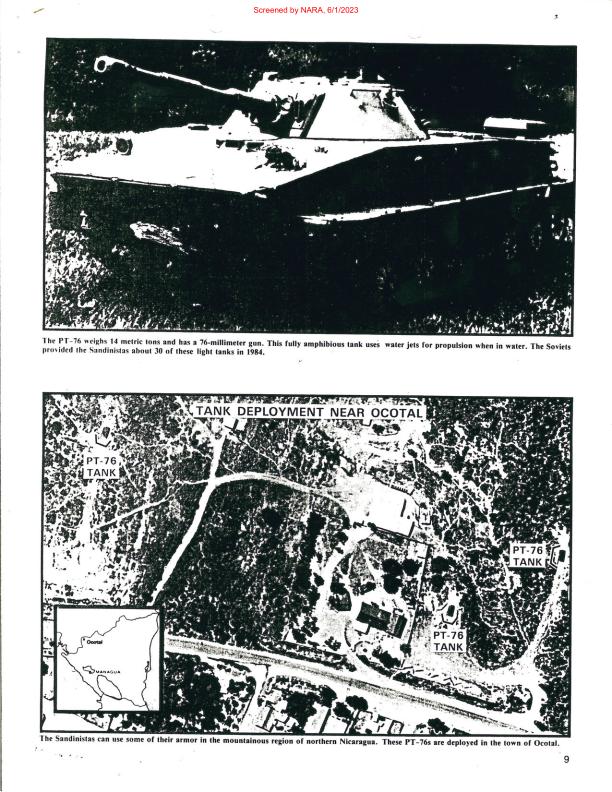 Screened by NARA, 6/1/2023
The PT-76 weighs 14 metric tons and has a 76-millimeter gun. This fully amphibious tank uses water jets for propulsion when in water. The Soviets
provided the Sandinistas about 30 of these light tanks in 1984.
TANK DEPLOYMENT NEAR OCOTAL
PT-76
TANK
PT-76
TANK
PT-76
TANK
Ocotal
MANAGUA
The Sandinistas can use some of their armor in the mountainous region of northern Nicaragua. These PT-76s are deployed in the town of Ocotal.
9